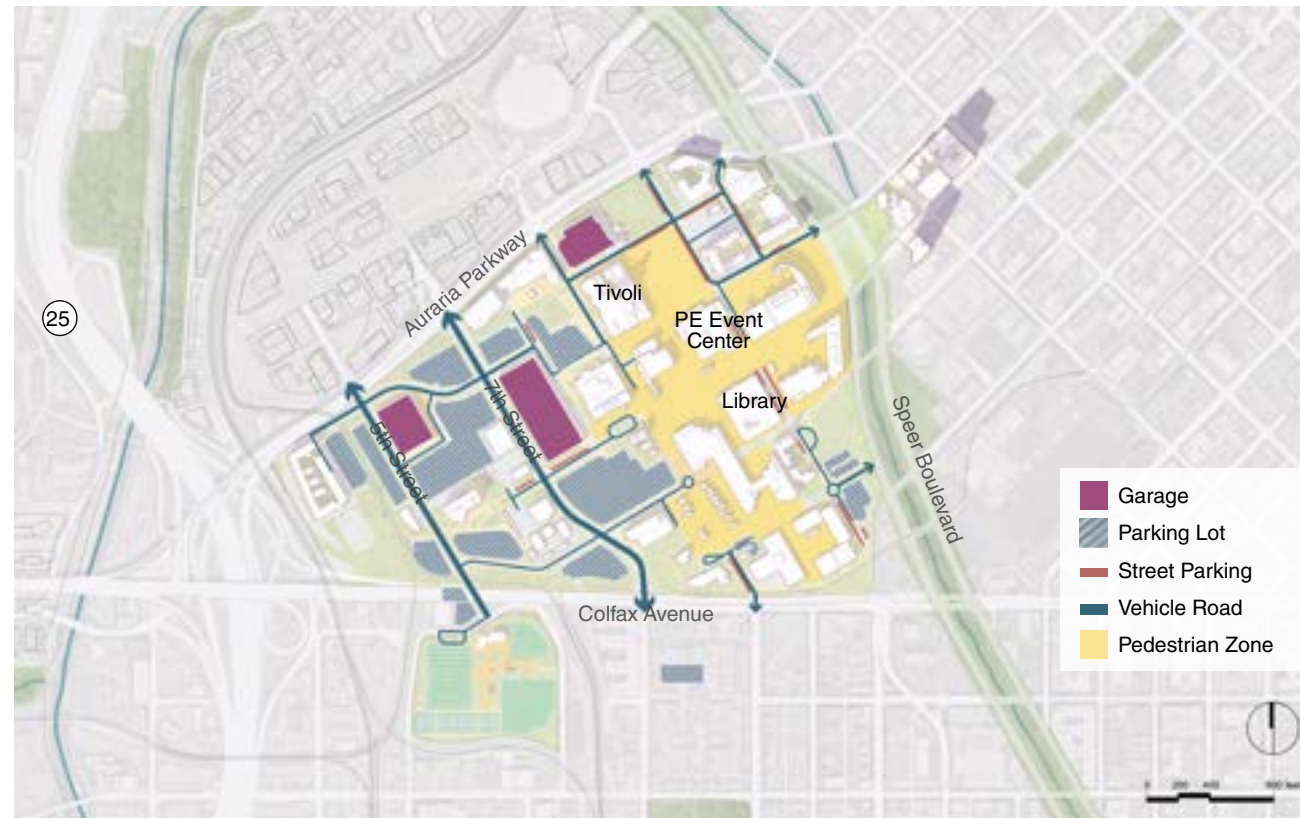 Auraria Parkway
25
Tivoli
PE Event
Center
Library
7th Street
5th Street
Speer Boulevard
Colfax Avenue
Garage
Parking Lot
Street Parking
Vehicle Road
Pedestrian Zone